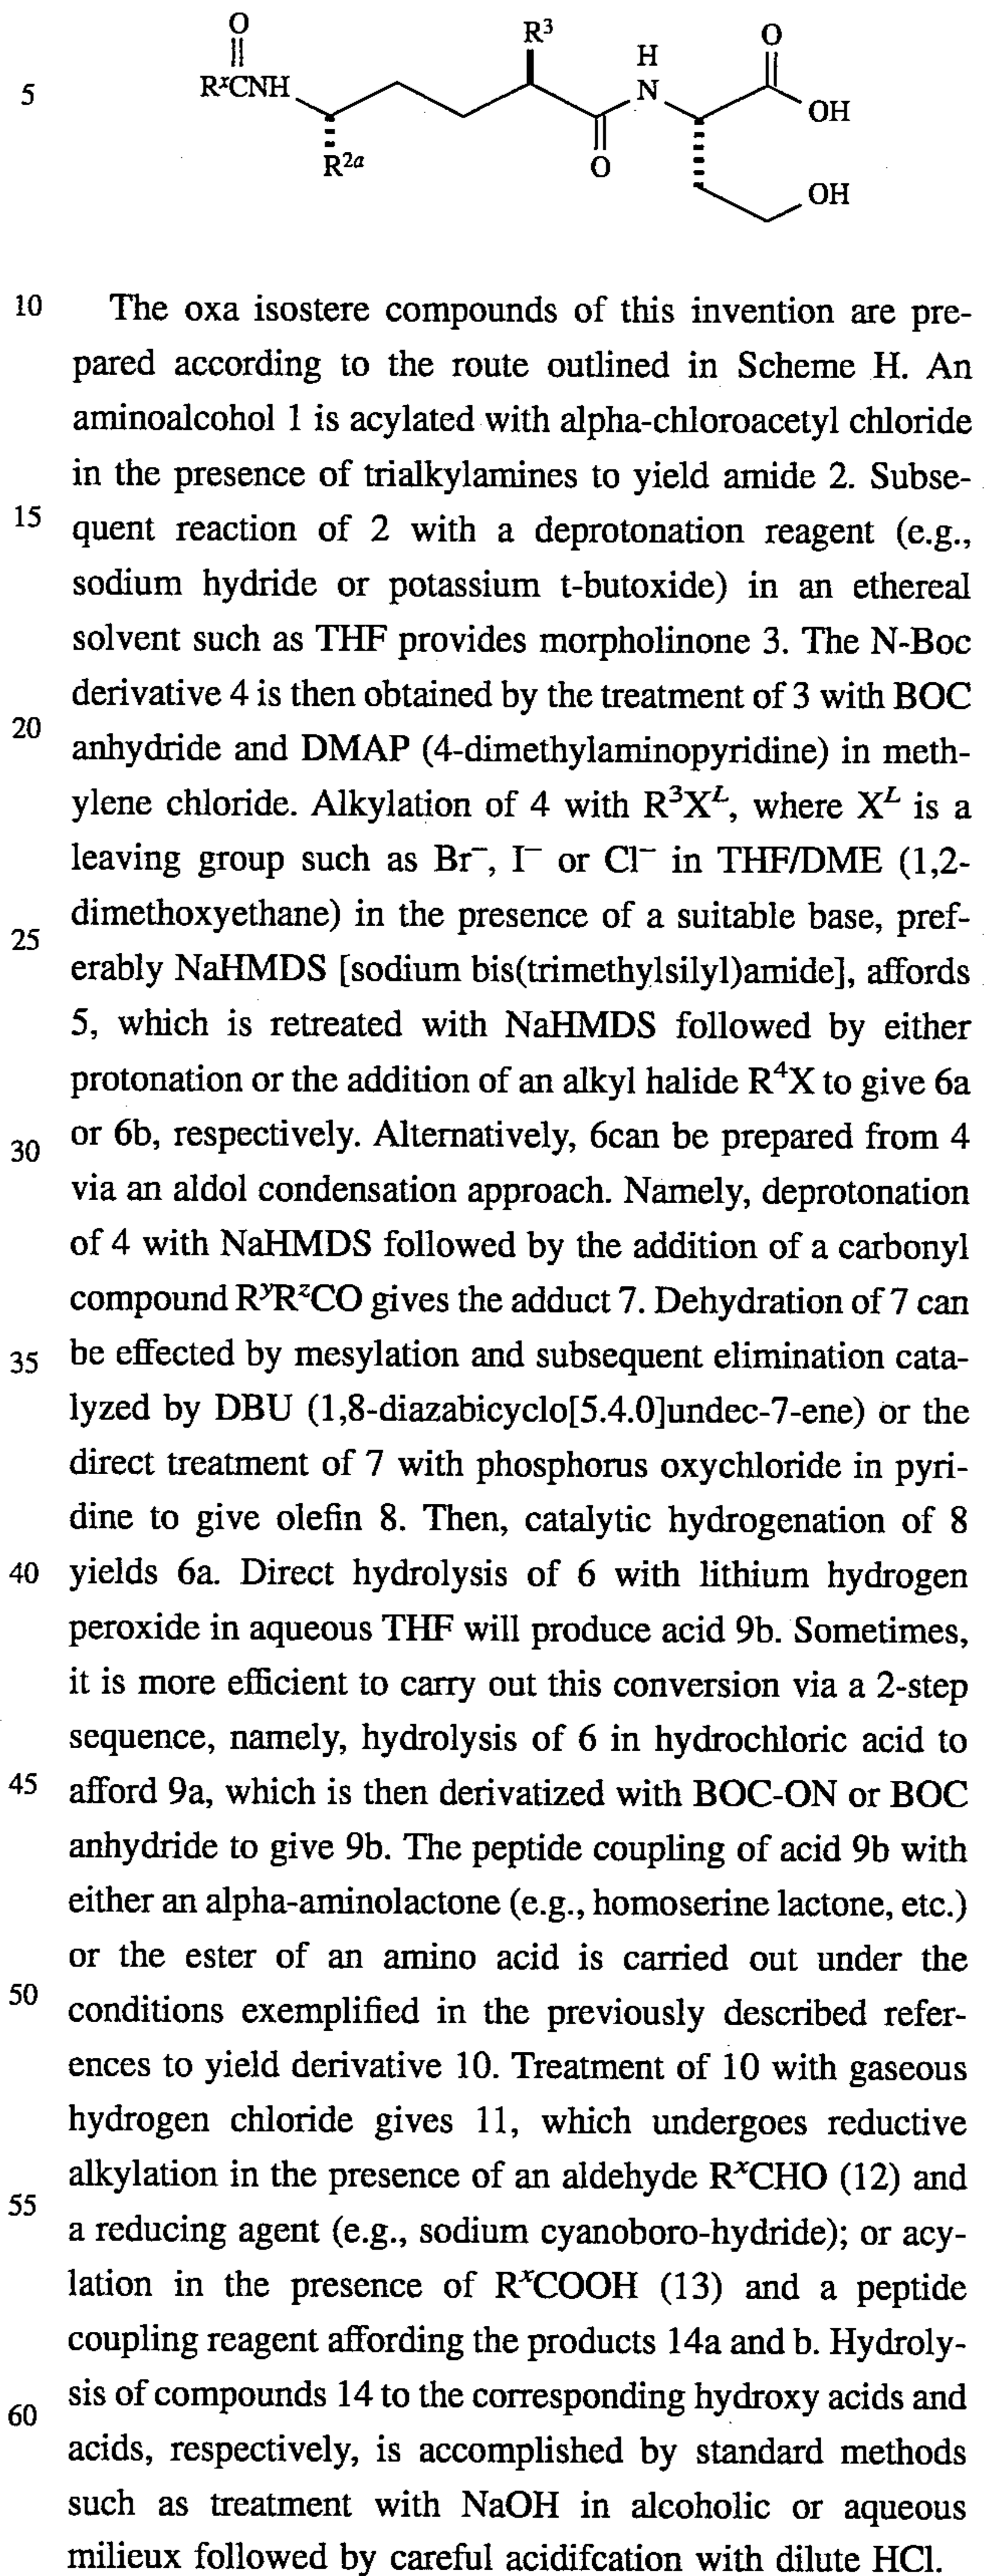 O
R³
H
O
5
RˣCNH
N
OH
R²ᵃ
O
OH
10 The oxa isostere compounds of this invention are pre-
pared according to the route outlined in Scheme H. An
aminoalcohol 1 is acylated with alpha-chloroacetyl chloride
in the presence of trialkylamines to yield amide 2. Subse-
15 quent reaction of 2 with a deprotonation reagent (e.g.,
sodium hydride or potassium t-butoxide) in an ethereal
solvent such as THF provides morpholinone 3. The N-Boc
derivative 4 is then obtained by the treatment of 3 with BOC
20 anhydride and DMAP (4-dimethylaminopyridine) in meth-
ylene chloride. Alkylation of 4 with R³Xᴸ, where Xᴸ is a
leaving group such as Br⁻, I⁻ or Cl⁻ in THF/DME (1,2-
dimethoxyethane) in the presence of a suitable base, pref-
25 erably NaHMDS [sodium bis(trimethylsilyl)amide], affords
5, which is retreated with NaHMDS followed by either
protonation or the addition of an alkyl halide R⁴X to give 6a
30 or 6b, respectively. Alternatively, 6can be prepared from 4
via an aldol condensation approach. Namely, deprotonation
of 4 with NaHMDS followed by the addition of a carbonyl
compound RʸRᶻCO gives the adduct 7. Dehydration of 7 can
35 be effected by mesylation and subsequent elimination cata-
lyzed by DBU (1,8-diazabicyclo[5.4.0]undec-7-ene) or the
direct treatment of 7 with phosphorus oxychloride in pyri-
dine to give olefin 8. Then, catalytic hydrogenation of 8
40 yields 6a. Direct hydrolysis of 6 with lithium hydrogen
peroxide in aqueous THF will produce acid 9b. Sometimes,
it is more efficient to carry out this conversion via a 2-step
sequence, namely, hydrolysis of 6 in hydrochloric acid to
45 afford 9a, which is then derivatized with BOC-ON or BOC
anhydride to give 9b. The peptide coupling of acid 9b with
either an alpha-aminolactone (e.g., homoserine lactone, etc.)
or the ester of an amino acid is carried out under the
50 conditions exemplified in the previously described refer-
ences to yield derivative 10. Treatment of 10 with gaseous
hydrogen chloride gives 11, which undergoes reductive
alkylation in the presence of an aldehyde RˣCHO (12) and
55 a reducing agent (e.g., sodium cyanoboro-hydride); or acy-
lation in the presence of RˣCOOH (13) and a peptide
coupling reagent affording the products 14a and b. Hydroly-
60 sis of compounds 14 to the corresponding hydroxy acids and
acids, respectively, is accomplished by standard methods
such as treatment with NaOH in alcoholic or aqueous
milieux followed by careful acidifcation with dilute HCl.